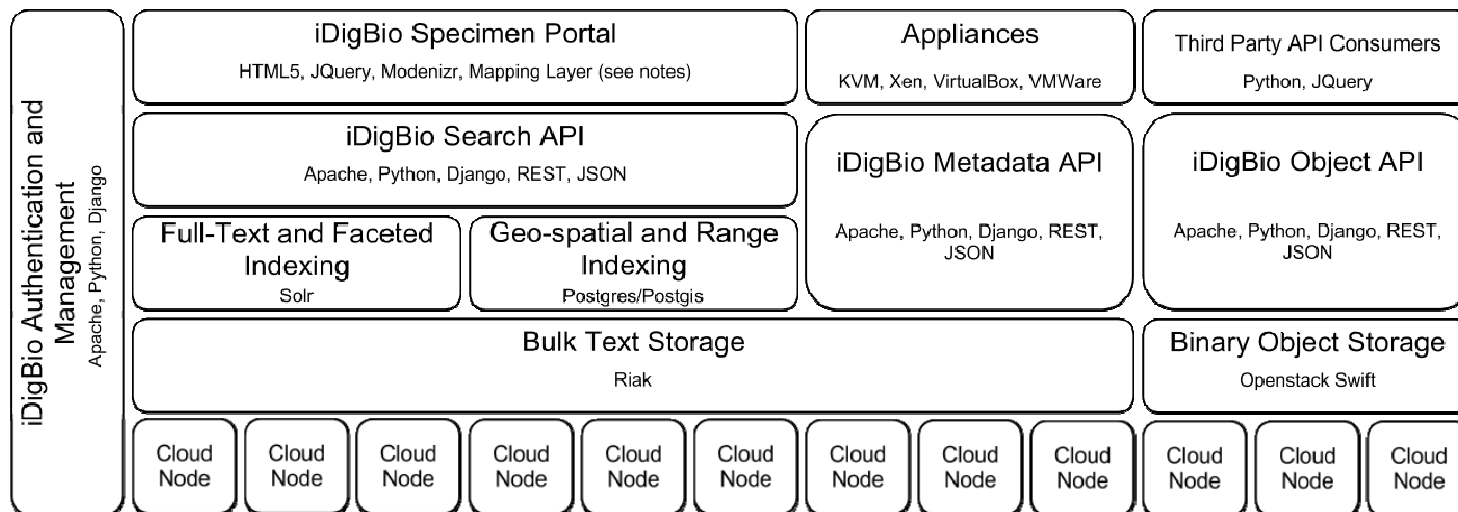 iDigBio Authentication and
Management
Apache, Python, Django
iDigBio Specimen Portal
HTML5, JQuery, Modenizr, Mapping Layer (see notes)
Appliances
KVM, Xen, VirtualBox, VMWare
Third Party API Consumers
Python, JQuery
iDigBio Search API
Apache, Python, Django, REST, JSON
iDigBio Metadata API
Apache, Python, Django, REST,
JSON
iDigBio Object API
Apache, Python, Django, REST,
JSON
Full-Text and Faceted
Indexing
Solr
Geo-spatial and Range
Indexing
Postgres/Postgis
Bulk Text Storage
Riak
Binary Object Storage
Openstack Swift
Cloud
Node
Cloud
Node
Cloud
Node
Cloud
Node
Cloud
Node
Cloud
Node
Cloud
Node
Cloud
Node
Cloud
Node
Cloud
Node
Cloud
Node
Cloud
Node